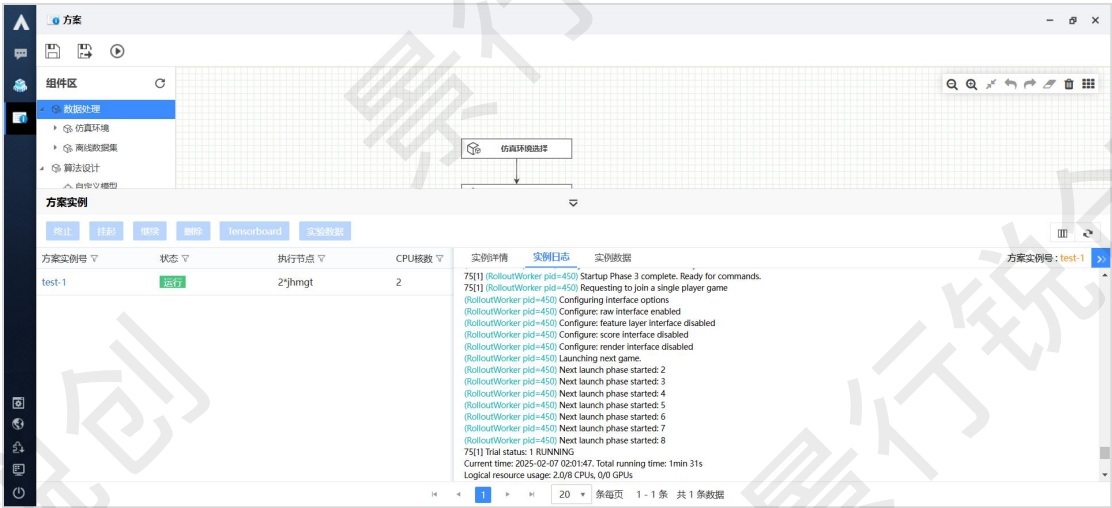 方案
组件区
数据处理
仿真环境
离线数据集
算法设计
自定义模型
仿真环境选择
方案实例
终止 挂起 继续 删除 Tensorboard 实验数据
方案实例号 状态 执行节点 CPU核数
test-1 运行 2*jhmgt 2
实例详情 实例日志 实例数据 方案实例号 : test-1
75[1] (RolloutWorker pid=450) Startup Phase 3 complete. Ready for commands.
75[1] (RolloutWorker pid=450) Requesting to join a single player game
(RolloutWorker pid=450) Configuring interface options
(RolloutWorker pid=450) Configure: raw interface enabled
(RolloutWorker pid=450) Configure: feature layer interface disabled
(RolloutWorker pid=450) Configure: score interface disabled
(RolloutWorker pid=450) Configure: render interface disabled
(RolloutWorker pid=450) Launching next game.
(RolloutWorker pid=450) Next launch phase started: 2
(RolloutWorker pid=450) Next launch phase started: 3
(RolloutWorker pid=450) Next launch phase started: 4
(RolloutWorker pid=450) Next launch phase started: 5
(RolloutWorker pid=450) Next launch phase started: 6
(RolloutWorker pid=450) Next launch phase started: 7
(RolloutWorker pid=450) Next launch phase started: 8
75[1] Trial status: 1 RUNNING
Current time: 2025-02-07 02:01:47. Total running time: 1min 31s
Logical resource usage: 2.0/8 CPUs, 0/0 GPUs
1 20 条每页 1 - 1 条 共 1 条数据
景行锐创